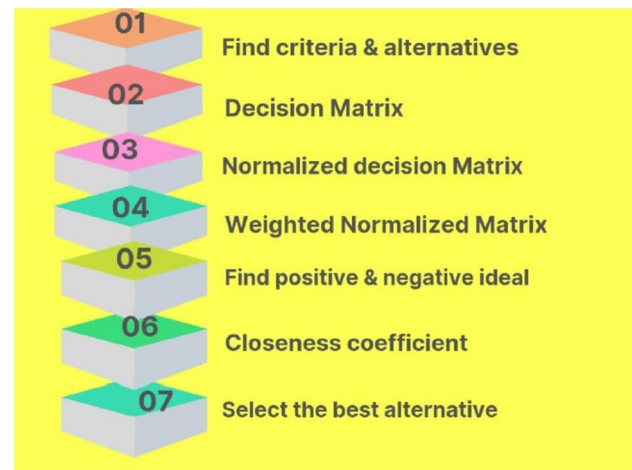 01
Find criteria & alternatives
02
Decision Matrix
03
Normalized decision Matrix
04
Weighted Normalized Matrix
05
Find positive & negative ideal
06
Closeness coefficient
07
Select the best alternative